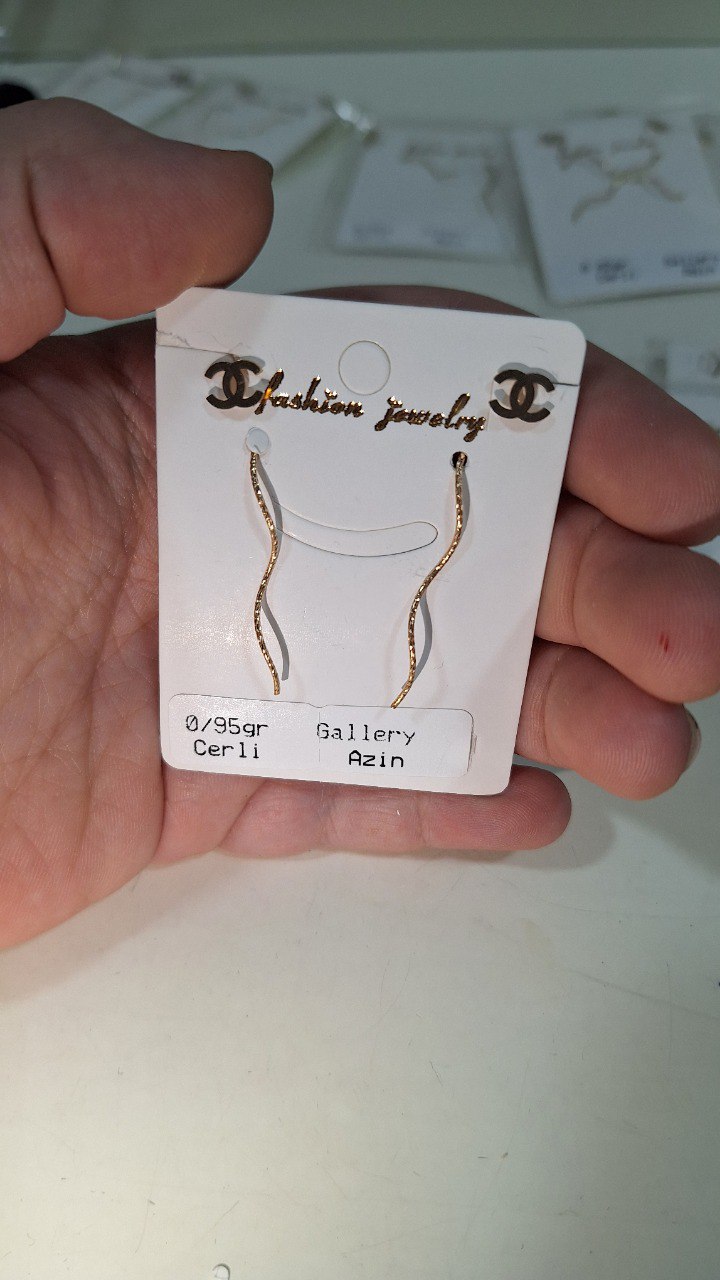 fashion jewelry
0/95gr Gallery
Cerli Azin